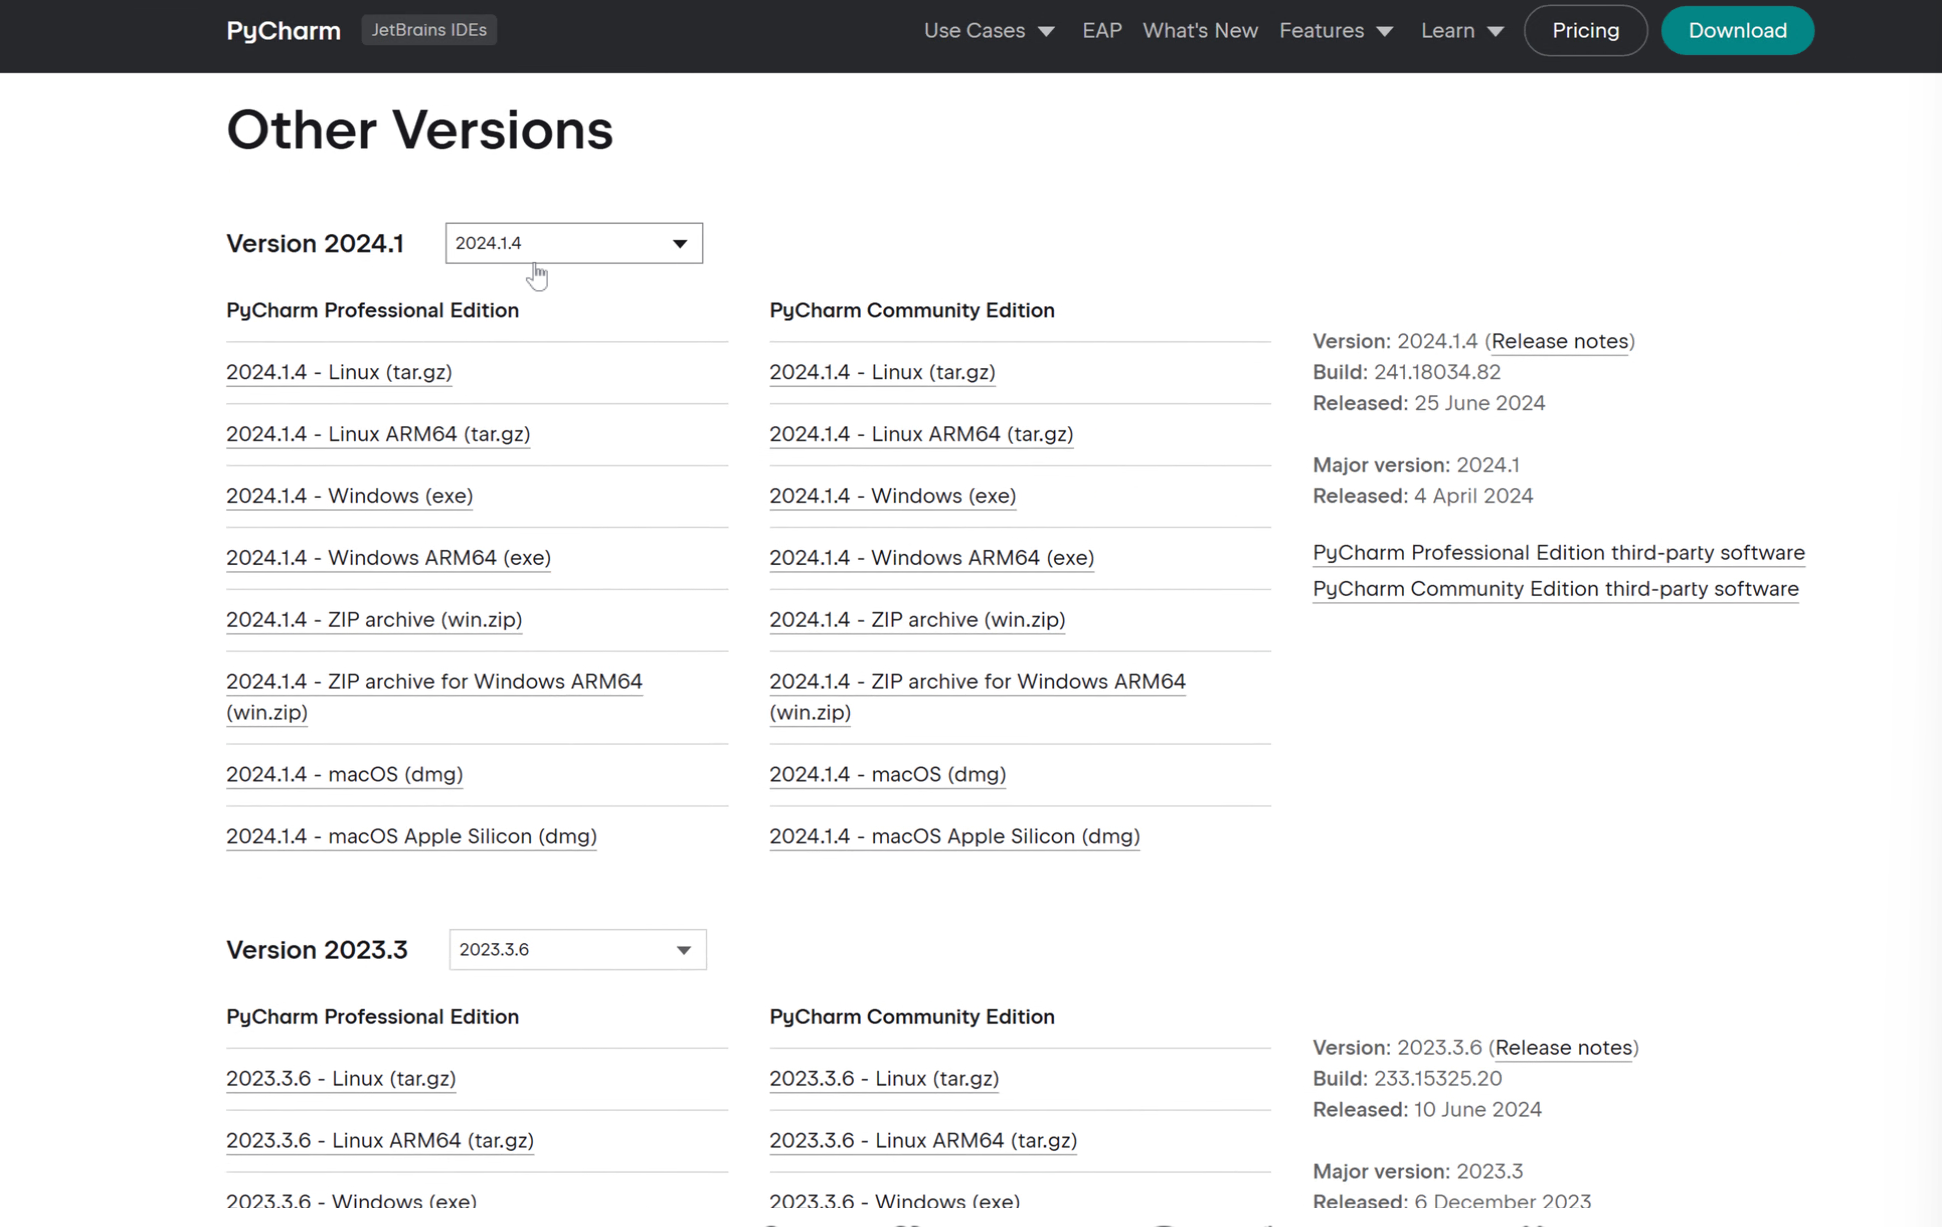 PyCharm JetBrains IDEs Use Cases EAP What's New Features Learn Pricing Download
Other Versions
Version 2024.1 2024.1.4
PyCharm Professional Edition
2024.1.4 - Linux (tar.gz)
2024.1.4 - Linux ARM64 (tar.gz)
2024.1.4 - Windows (exe)
2024.1.4 - Windows ARM64 (exe)
2024.1.4 - ZIP archive (win.zip)
2024.1.4 - ZIP archive for Windows ARM64
(win.zip)
2024.1.4 - macOS (dmg)
2024.1.4 - macOS Apple Silicon (dmg)
PyCharm Community Edition
2024.1.4 - Linux (tar.gz)
2024.1.4 - Linux ARM64 (tar.gz)
2024.1.4 - Windows (exe)
2024.1.4 - Windows ARM64 (exe)
2024.1.4 - ZIP archive (win.zip)
2024.1.4 - ZIP archive for Windows ARM64
(win.zip)
2024.1.4 - macOS (dmg)
2024.1.4 - macOS Apple Silicon (dmg)
Version: 2024.1.4 (Release notes)
Build: 241.18034.82
Released: 25 June 2024
Major version: 2024.1
Released: 4 April 2024
PyCharm Professional Edition third-party software
PyCharm Community Edition third-party software
Version 2023.3 2023.3.6
PyCharm Professional Edition
2023.3.6 - Linux (tar.gz)
2023.3.6 - Linux ARM64 (tar.gz)
2023.3.6 - Windows (exe)
PyCharm Community Edition
2023.3.6 - Linux (tar.gz)
2023.3.6 - Linux ARM64 (tar.gz)
2023.3.6 - Windows (exe)
Version: 2023.3.6 (Release notes)
Build: 233.15325.20
Released: 10 June 2024
Major version: 2023.3
Released: 6 December 2023